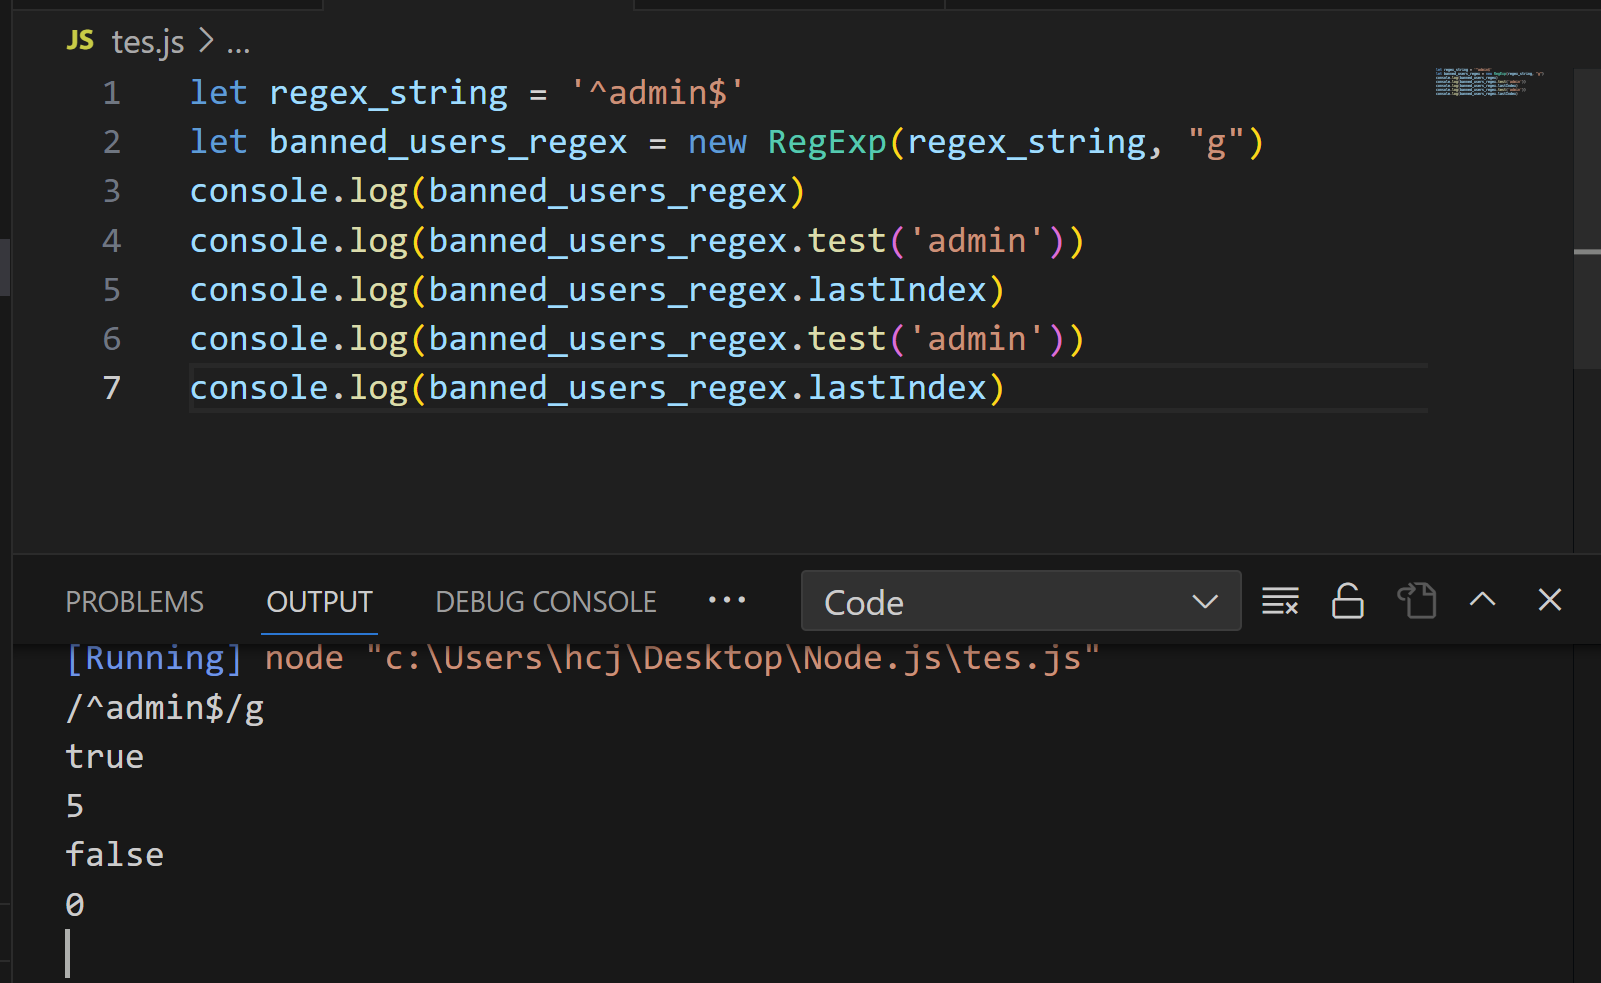 JS tes.js > ...
1 let regex_string = '^admin$'
2 let banned_users_regex = new RegExp(regex_string, "g")
3 console.log(banned_users_regex)
4 console.log(banned_users_regex.test('admin'))
5 console.log(banned_users_regex.lastIndex)
6 console.log(banned_users_regex.test('admin'))
7 console.log(banned_users_regex.lastIndex)
PROBLEMS OUTPUT DEBUG CONSOLE ··· Code
[Running] node "c:\Users\hcj\Desktop\Node.js\tes.js"
/^admin$/g
true
5
false
0